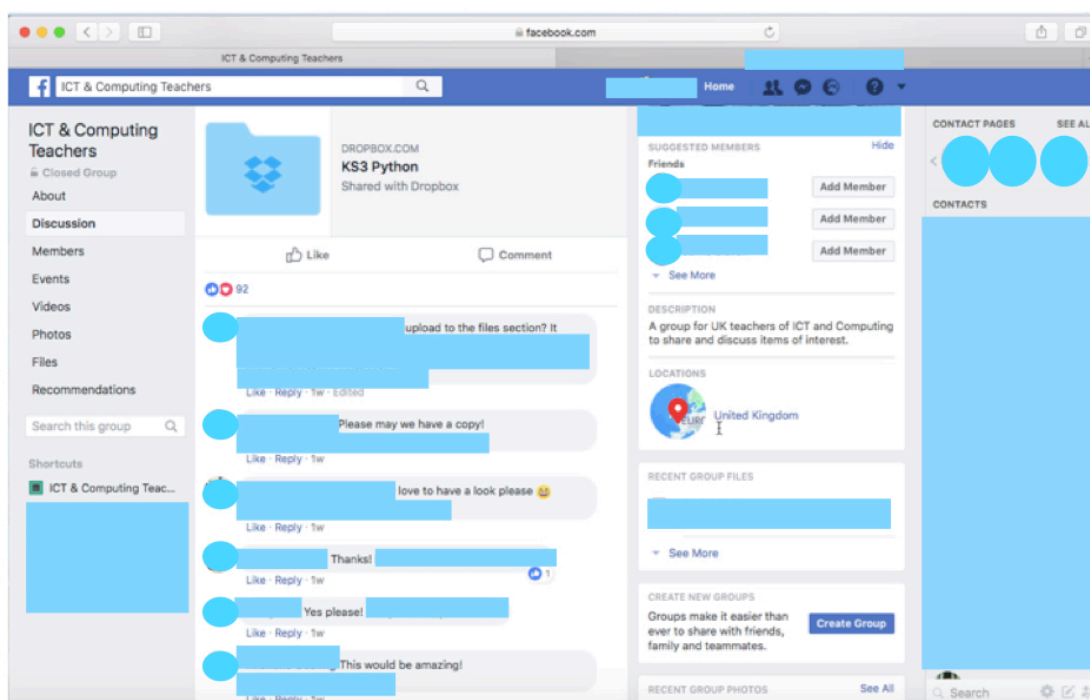 facebook.com
ICT & Computing Teachers
f ICT & Computing Teachers
Home
ICT & Computing
Teachers
Closed Group
About
Discussion
Members
Events
Videos
Photos
Files
Recommendations
Search this group
Shortcuts
ICT & Computing Teac...
DROPBOX.COM
KS3 Python
Shared with Dropbox
Like
Comment
92
upload to the files section? It
Like · Reply · 1w · Edited
Please may we have a copy!
Like · Reply · 1w
love to have a look please
Like · Reply · 1w
Thanks!
1
Like · Reply · 1w
Yes please!
Like · Reply · 1w
This would be amazing!
Like · Reply · 1w
SUGGESTED MEMBERS
Hide
Friends
Add Member
Add Member
Add Member
See More
DESCRIPTION
A group for UK teachers of ICT and Computing
to share and discuss items of interest.
LOCATIONS
EUR
United Kingdom
RECENT GROUP FILES
See More
CREATE NEW GROUPS
Groups make it easier than
ever to share with friends,
family and teammates.
Create Group
RECENT GROUP PHOTOS
See All
CONTACT PAGES
SEE AL
CONTACTS
Search